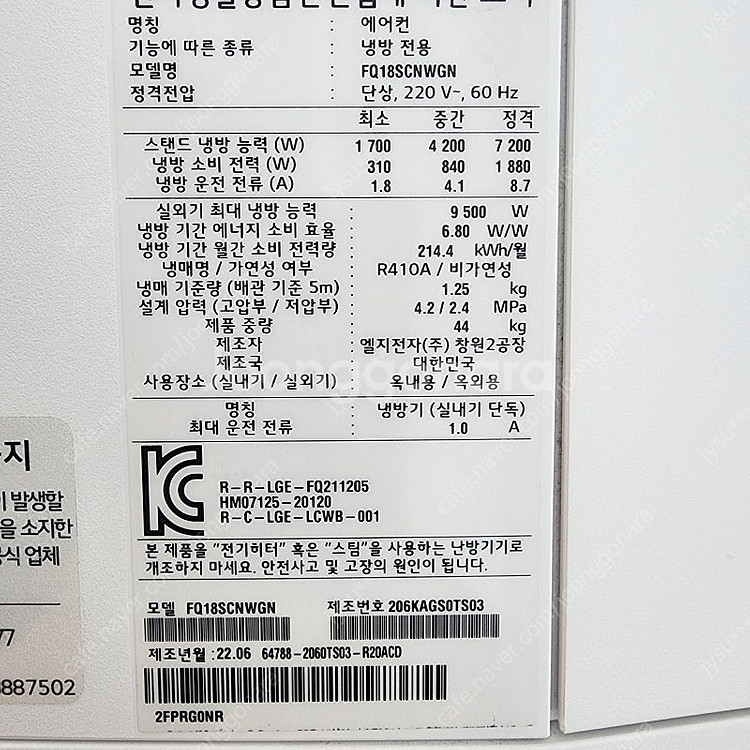 명칭 : 에어컨
기능에 따른 종류 : 냉방 전용
모델명 : FQ18SCNWGN
정격전압 : 단상, 220 V~, 60 Hz
최소 중간 정격
스탠드 냉방 능력 (W) 1 700 4 200 7 200
냉방 소비 전력 (W) 310 840 1 880
냉방 운전 전류 (A) 1.8 4.1 8.7
실외기 최대 냉방 능력 : 9 500 W
냉방 기간 에너지 소비 효율 : 6.80 W/W
냉방 기간 월간 소비 전력량 : 214.4 kWh/월
냉매명 / 가연성 여부 : R410A / 비가연성
냉매 기준량 (배관 기준 5m) : 1.25 kg
설계 압력 (고압부 / 저압부) : 4.2 / 2.4 MPa
제품 중량 : 44 kg
제조자 : 엘지전자(주) 창원2공장
제조국 : 대한민국
사용장소 (실내기 / 실외기) : 옥내용 / 옥외용
명칭 : 냉방기 (실내기 단독)
최대 운전 전류 : 1.0 A
R-R-LGE-FQ211205
HM07125-20120
R-C-LGE-LCWB-001
본 제품을 "전기히터" 혹은 "스팀"을 사용하는 난방기기로
개조하지 마세요. 안전사고 및 고장의 원인이 됩니다.
모델 FQ18SCNWGN 제조번호 206KAGS0TS03
제조년월 : 22.06 64788-2060TS03-R20ACD
2FPRG0NR
지
발생할
을 소지한
식 업체
887502